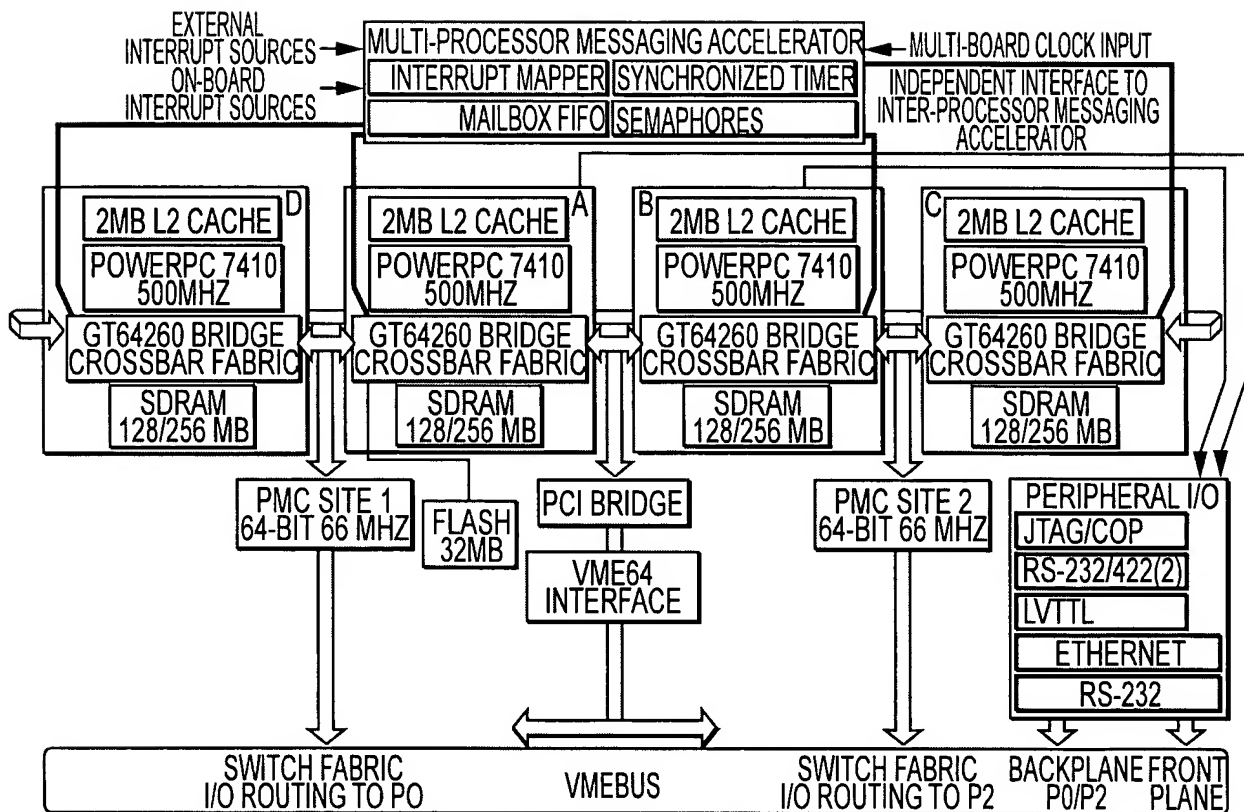 EXTERNAL
INTERRUPT SOURCES
ON-BOARD
INTERRUPT SOURCES
MULTI-PROCESSOR MESSAGING ACCELERATOR
INTERRUPT MAPPER
SYNCHRONIZED TIMER
MAILBOX FIFO
SEMAPHORES
MULTI-BOARD CLOCK INPUT
INDEPENDENT INTERFACE TO
INTER-PROCESSOR MESSAGING
ACCELERATOR
D
2MB L2 CACHE
POWERPC 7410
500MHZ
GT64260 BRIDGE
CROSSBAR FABRIC
SDRAM
128/256 MB
A
2MB L2 CACHE
POWERPC 7410
500MHZ
GT64260 BRIDGE
CROSSBAR FABRIC
SDRAM
128/256 MB
B
2MB L2 CACHE
POWERPC 7410
500MHZ
GT64260 BRIDGE
CROSSBAR FABRIC
SDRAM
128/256 MB
C
2MB L2 CACHE
POWERPC 7410
500MHZ
GT64260 BRIDGE
CROSSBAR FABRIC
SDRAM
128/256 MB
PMC SITE 1
64-BIT 66 MHZ
FLASH
32MB
PCI BRIDGE
VME64
INTERFACE
PMC SITE 2
64-BIT 66 MHZ
PERIPHERAL I/O
JTAG/COP
RS-232/422(2)
LVTTL
ETHERNET
RS-232
SWITCH FABRIC
I/O ROUTING TO PO
VMEBUS
SWITCH FABRIC
I/O ROUTING TO P2
BACKPLANE
P0/P2
FRONT
PLANE